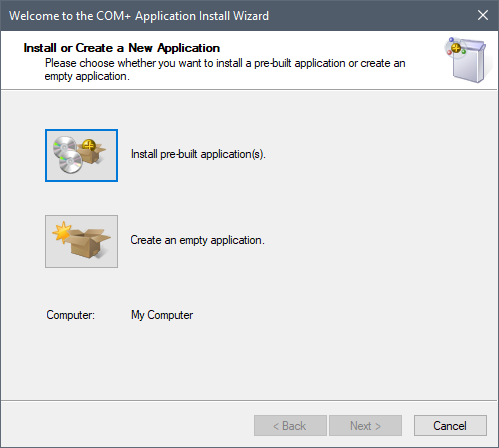 Welcome to the COM+ Application Install Wizard
Install or Create a New Application
Please choose whether you want to install a pre-built application or create an
empty application.
Install pre-built application(s).
Create an empty application.
Computer: My Computer
< Back Next > Cancel